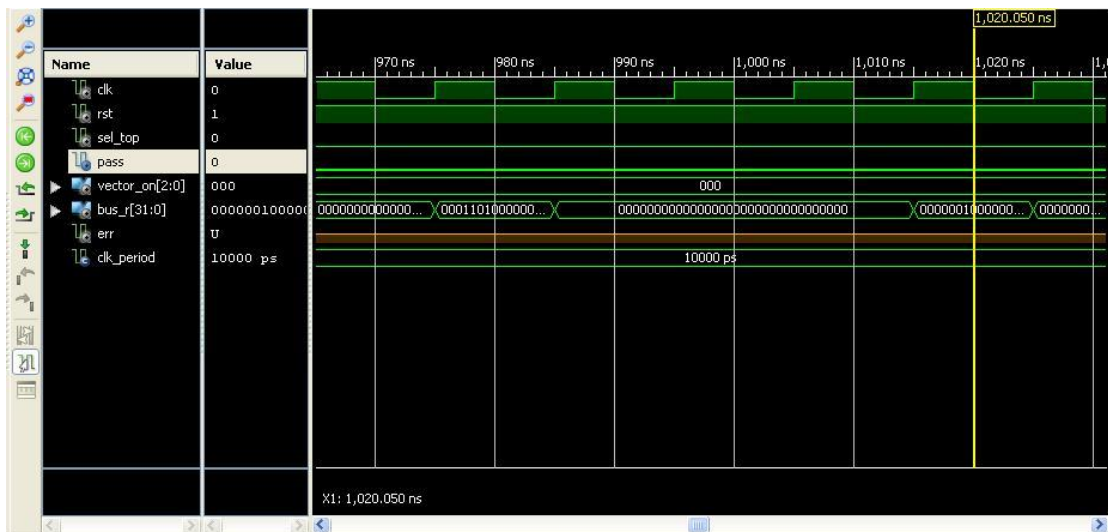 1,020.050 ns
Name Value 970 ns 980 ns 990 ns 1,000 ns 1,010 ns 1,020 ns
clk 0
rst 1
sel_top 0
pass 0
vector_on[2:0] 000 000
bus_r[31:0] 0000000000000... 0001101000000... 00000000000000000000000000000000 0000001000000... 0000000...
err U
clk_period 10000 ps 10000 ps
X1: 1,020.050 ns